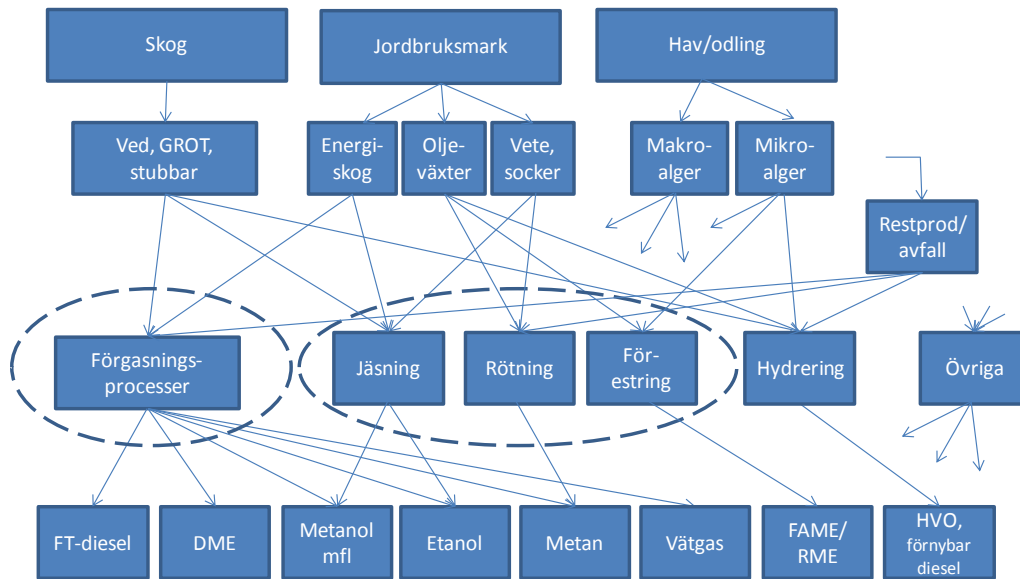 Skog
Jordbruksmark
Hav/odling
Ved, GROT,
stubbar
Energi-
skog
Olje-
växter
Vete,
socker
Makro-
alger
Mikro-
alger
Restprod/
avfall
Förgasnings-
processer
Jäsning
Rötning
För-
estring
Hydrering
Övriga
FT-diesel
DME
Metanol
mfl
Etanol
Metan
Vätgas
FAME/
RME
HVO,
förnybar
diesel